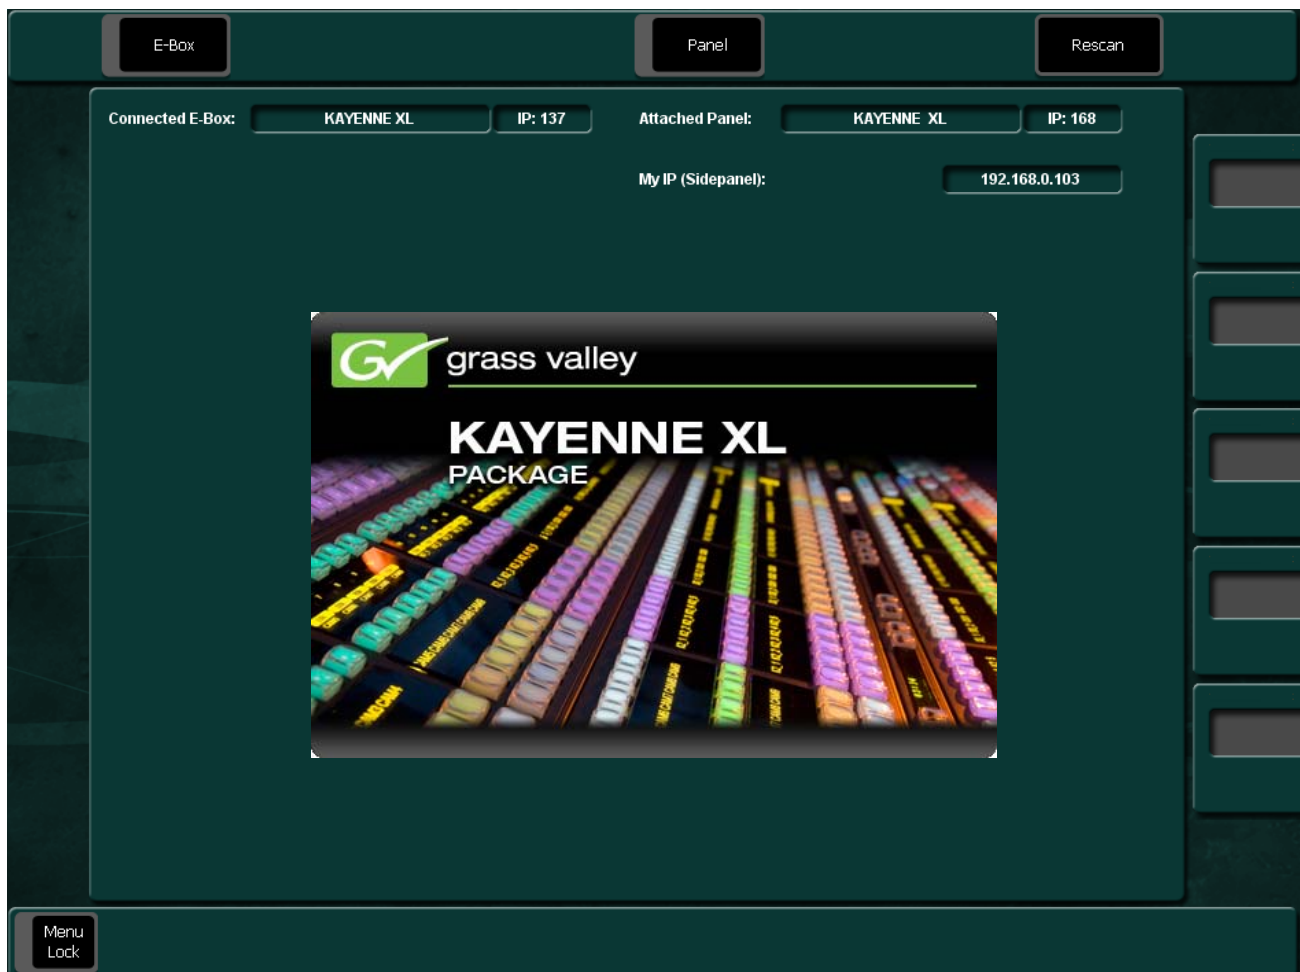 E-Box
Panel
Rescan
Connected E-Box: KAYENNE XL IP: 137 Attached Panel: KAYENNE XL IP: 168
My IP (Sidepanel): 192.168.0.103
grass valley
KAYENNE XL
PACKAGE
Menu
Lock